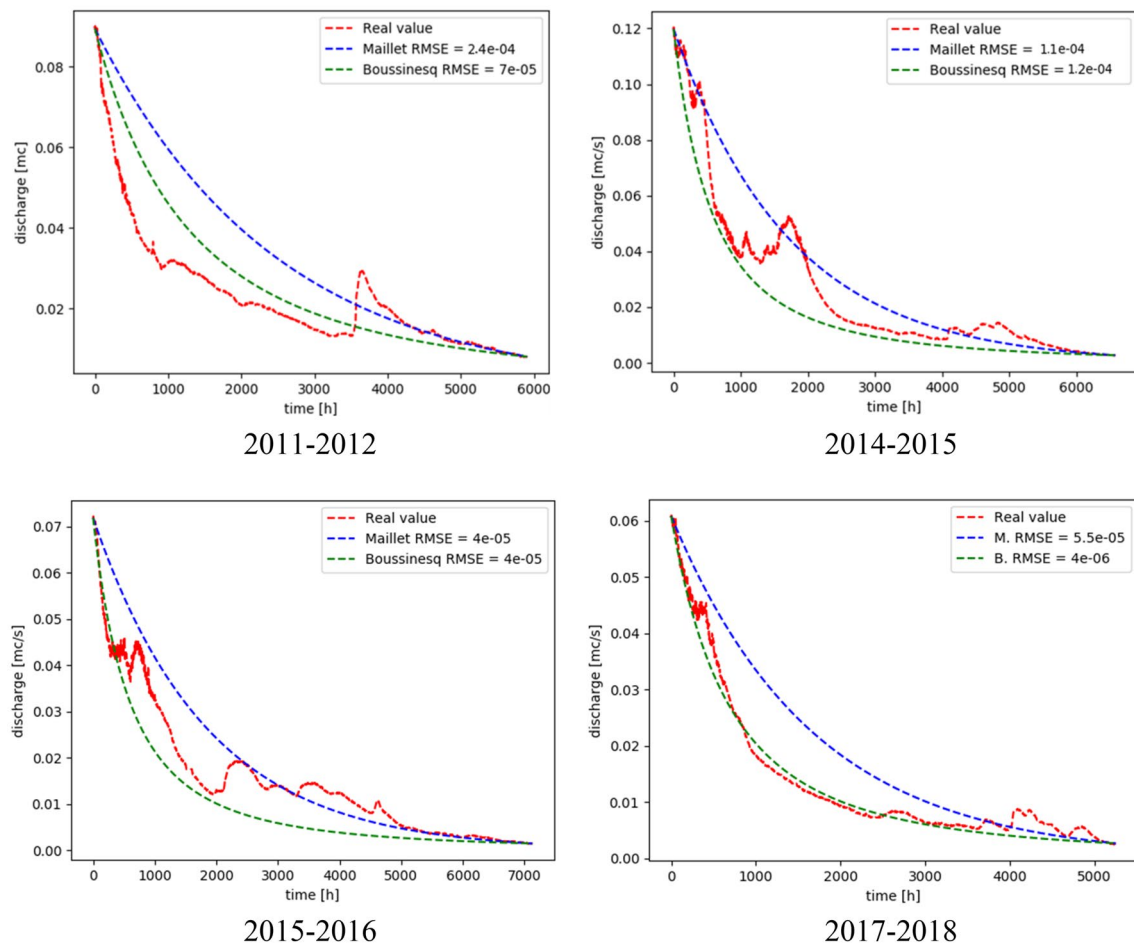 Real value
Maillet RMSE = 2.4e-04
Boussinesq RMSE = 7e-05
discharge [mc]
0.08
0.06
0.04
0.02
0 1000 2000 3000 4000 5000 6000
time [h]
2011-2012
Real value
Maillet RMSE = 1.1e-04
Boussinesq RMSE = 1.2e-04
discharge [mc/s]
0.12
0.10
0.08
0.06
0.04
0.02
0.00
0 1000 2000 3000 4000 5000 6000
time [h]
2014-2015
Real value
Maillet RMSE = 4e-05
Boussinesq RMSE = 4e-05
discharge [mc/s]
0.07
0.06
0.05
0.04
0.03
0.02
0.01
0.00
0 1000 2000 3000 4000 5000 6000 7000
time [h]
2015-2016
Real value
M. RMSE = 5.5e-05
B. RMSE = 4e-06
discharge [mc/s]
0.06
0.05
0.04
0.03
0.02
0.01
0.00
0 1000 2000 3000 4000 5000
time [h]
2017-2018